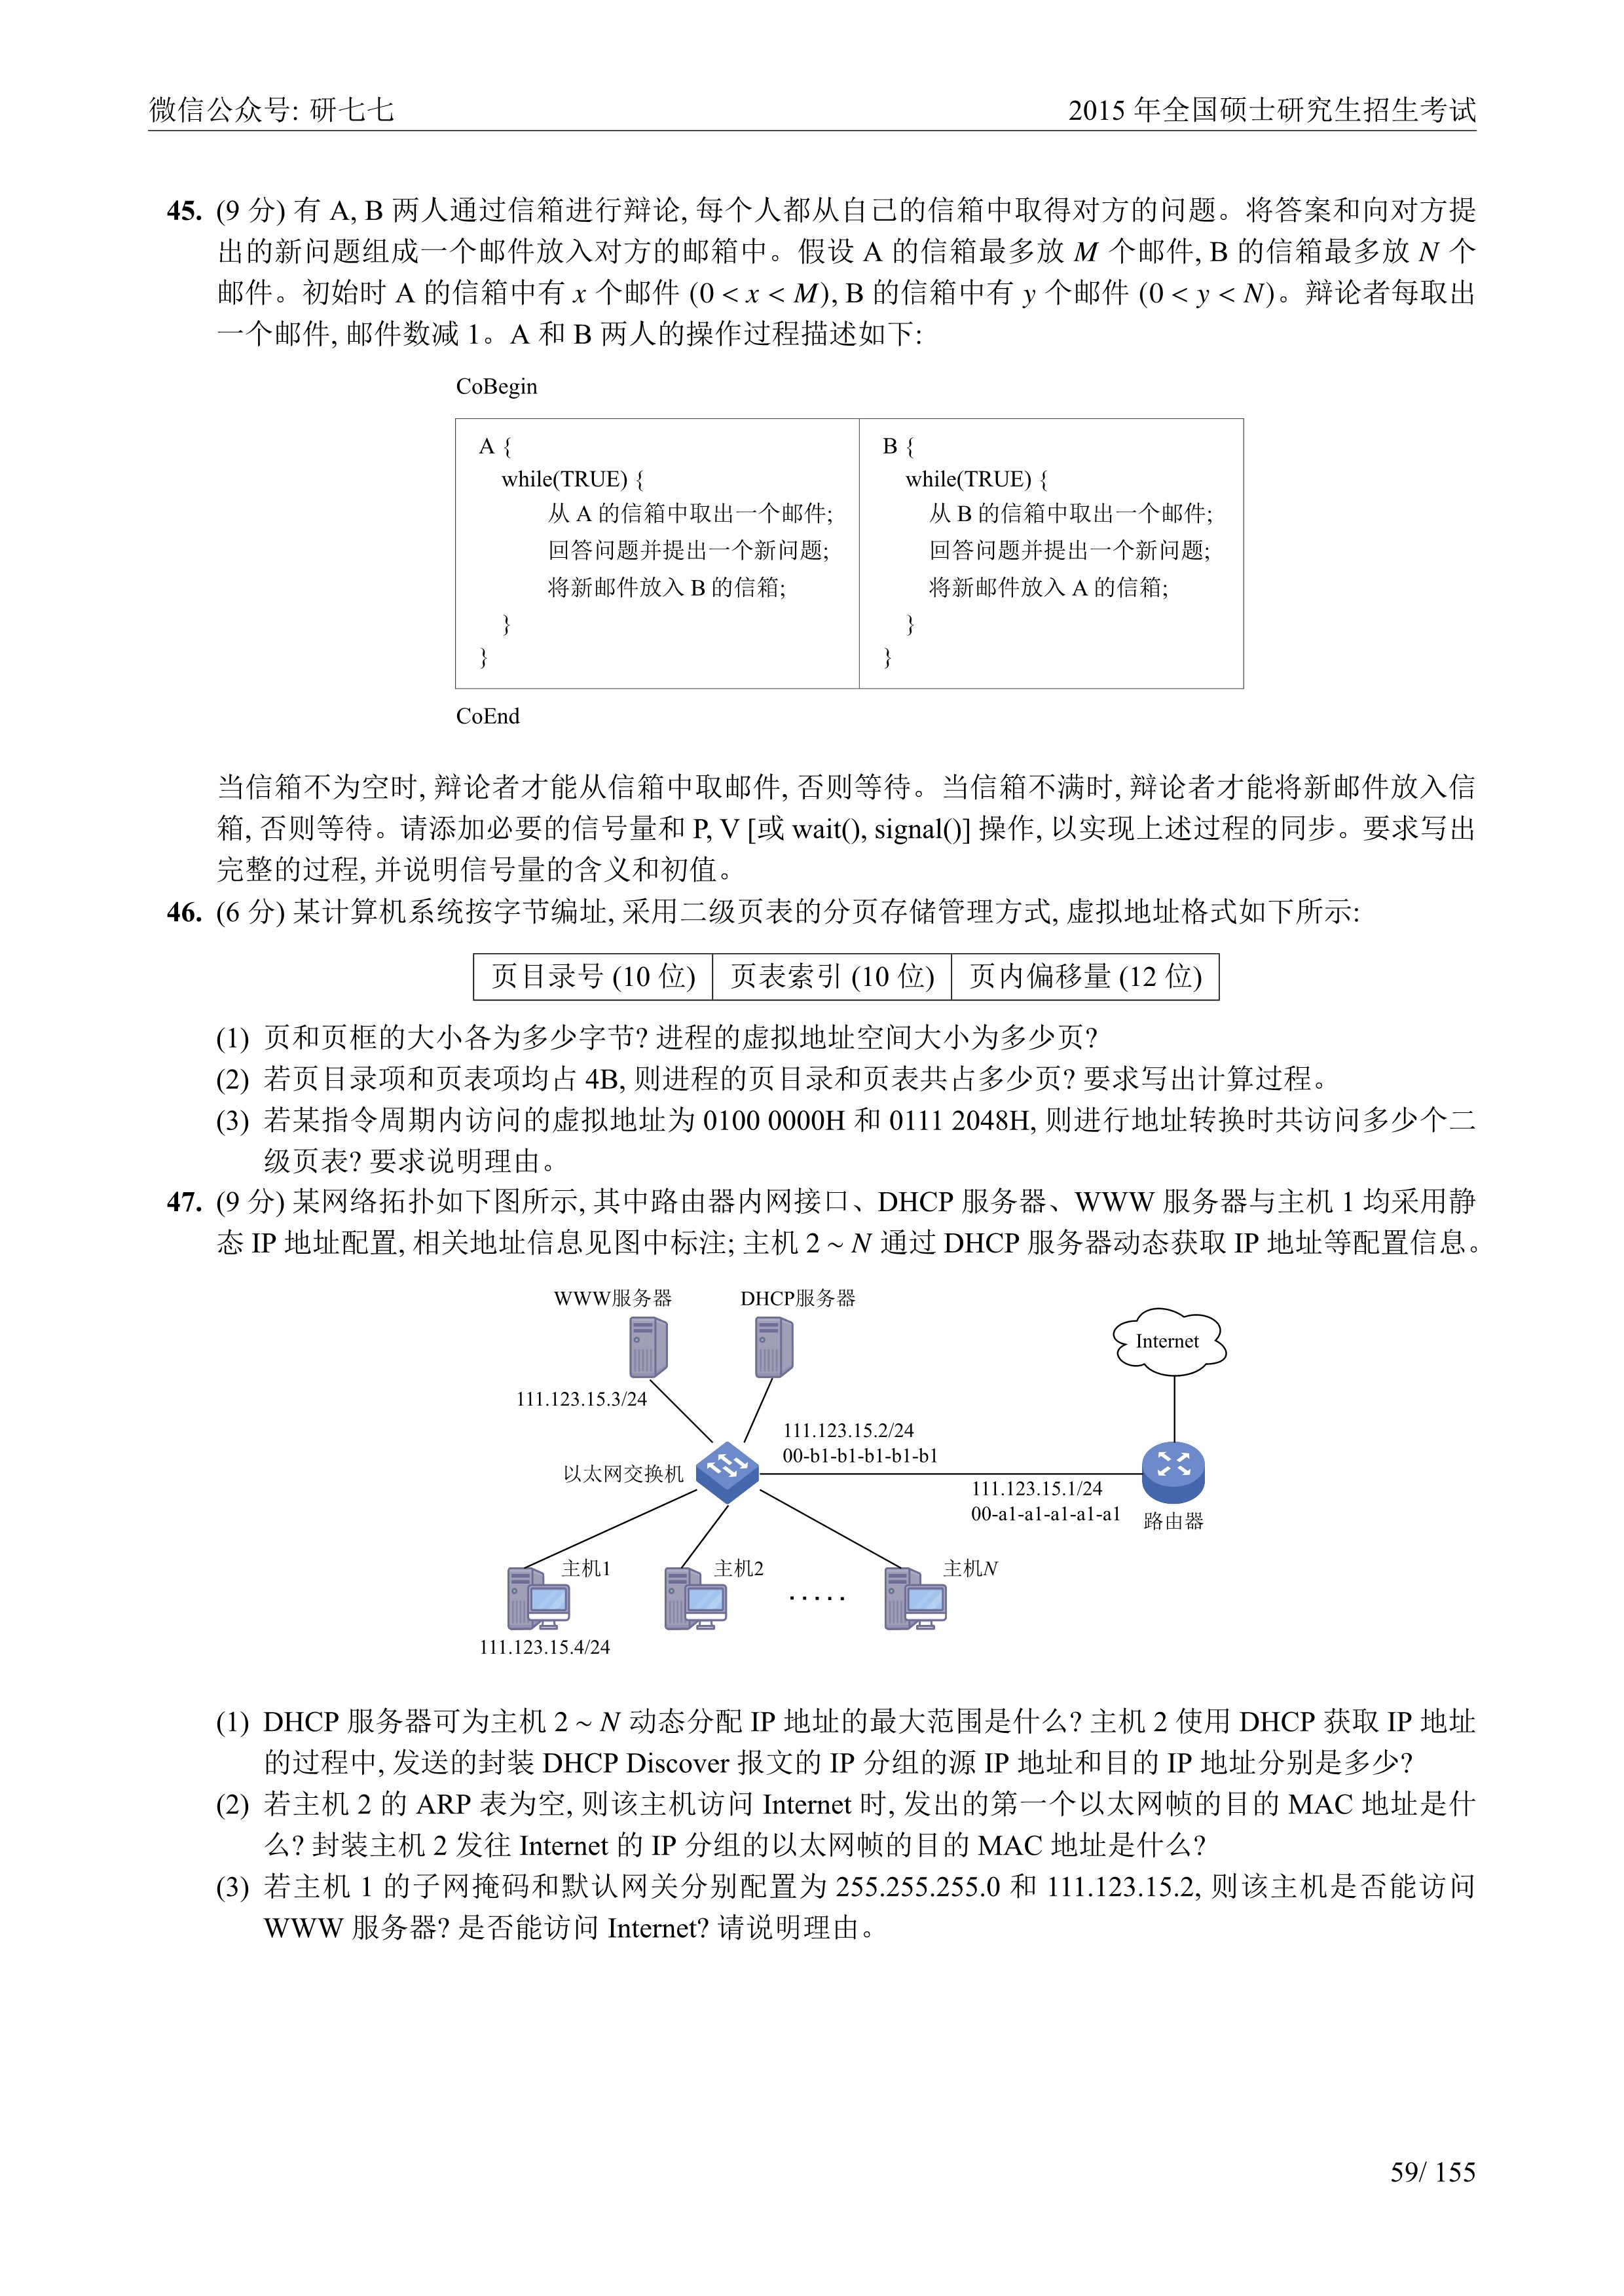 微信公众号: 研七七
2015 年全国硕士研究生招生考试
45. (9 分) 有 A, B 两人通过信箱进行辩论, 每个人都从自己的信箱中取得对方的问题。将答案和向对方提
出的新问题组成一个邮件放入对方的邮箱中。假设 A 的信箱最多放 M 个邮件, B 的信箱最多放 N 个
邮件。初始时 A 的信箱中有 x 个邮件 (0 < x < M), B 的信箱中有 y 个邮件 (0 < y < N)。辩论者每取出
一个邮件, 邮件数减 1。A 和 B 两人的操作过程描述如下:
CoBegin
A {
while(TRUE) {
从 A 的信箱中取出一个邮件;
回答问题并提出一个新问题;
将新邮件放入 B 的信箱;
}
}
B {
while(TRUE) {
从 B 的信箱中取出一个邮件;
回答问题并提出一个新问题;
将新邮件放入 A 的信箱;
}
}
CoEnd
当信箱不为空时, 辩论者才能从信箱中取邮件, 否则等待。当信箱不满时, 辩论者才能将新邮件放入信
箱, 否则等待。请添加必要的信号量和 P, V [或 wait(), signal()] 操作, 以实现上述过程的同步。要求写出
完整的过程, 并说明信号量的含义和初值。
46. (6 分) 某计算机系统按字节编址, 采用二级页表的分页存储管理方式, 虚拟地址格式如下所示:
页目录号 (10 位) 页表索引 (10 位) 页内偏移量 (12 位)
(1) 页和页框的大小各为多少字节? 进程的虚拟地址空间大小为多少页?
(2) 若页目录项和页表项均占 4B, 则进程的页目录和页表共占多少页? 要求写出计算过程。
(3) 若某指令周期内访问的虚拟地址为 0100 0000H 和 0111 2048H, 则进行地址转换时共访问多少个二
级页表? 要求说明理由。
47. (9 分) 某网络拓扑如下图所示, 其中路由器内网接口、DHCP 服务器、WWW 服务器与主机 1 均采用静
态 IP 地址配置, 相关地址信息见图中标注; 主机 2 ~ N 通过 DHCP 服务器动态获取 IP 地址等配置信息。
WWW服务器
DHCP服务器
Internet
111.123.15.3/24
111.123.15.2/24
00-b1-b1-b1-b1-b1
以太网交换机
111.123.15.1/24
00-a1-a1-a1-a1-a1
路由器
主机1
主机2
主机N
·····
111.123.15.4/24
(1) DHCP 服务器可为主机 2 ~ N 动态分配 IP 地址的最大范围是什么? 主机 2 使用 DHCP 获取 IP 地址
的过程中, 发送的封装 DHCP Discover 报文的 IP 分组的源 IP 地址和目的 IP 地址分别是多少?
(2) 若主机 2 的 ARP 表为空, 则该主机访问 Internet 时, 发出的第一个以太网帧的目的 MAC 地址是什
么? 封装主机 2 发往 Internet 的 IP 分组的以太网帧的目的 MAC 地址是什么?
(3) 若主机 1 的子网掩码和默认网关分别配置为 255.255.255.0 和 111.123.15.2, 则该主机是否能访问
WWW 服务器? 是否能访问 Internet? 请说明理由。
59/ 155